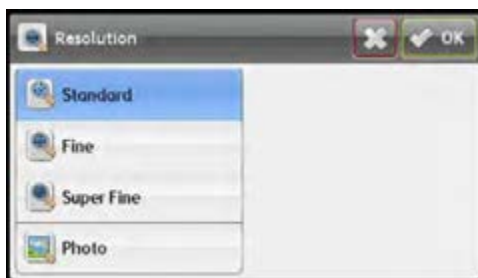 Resolution
OK
Standard
Fine
Super Fine
Photo